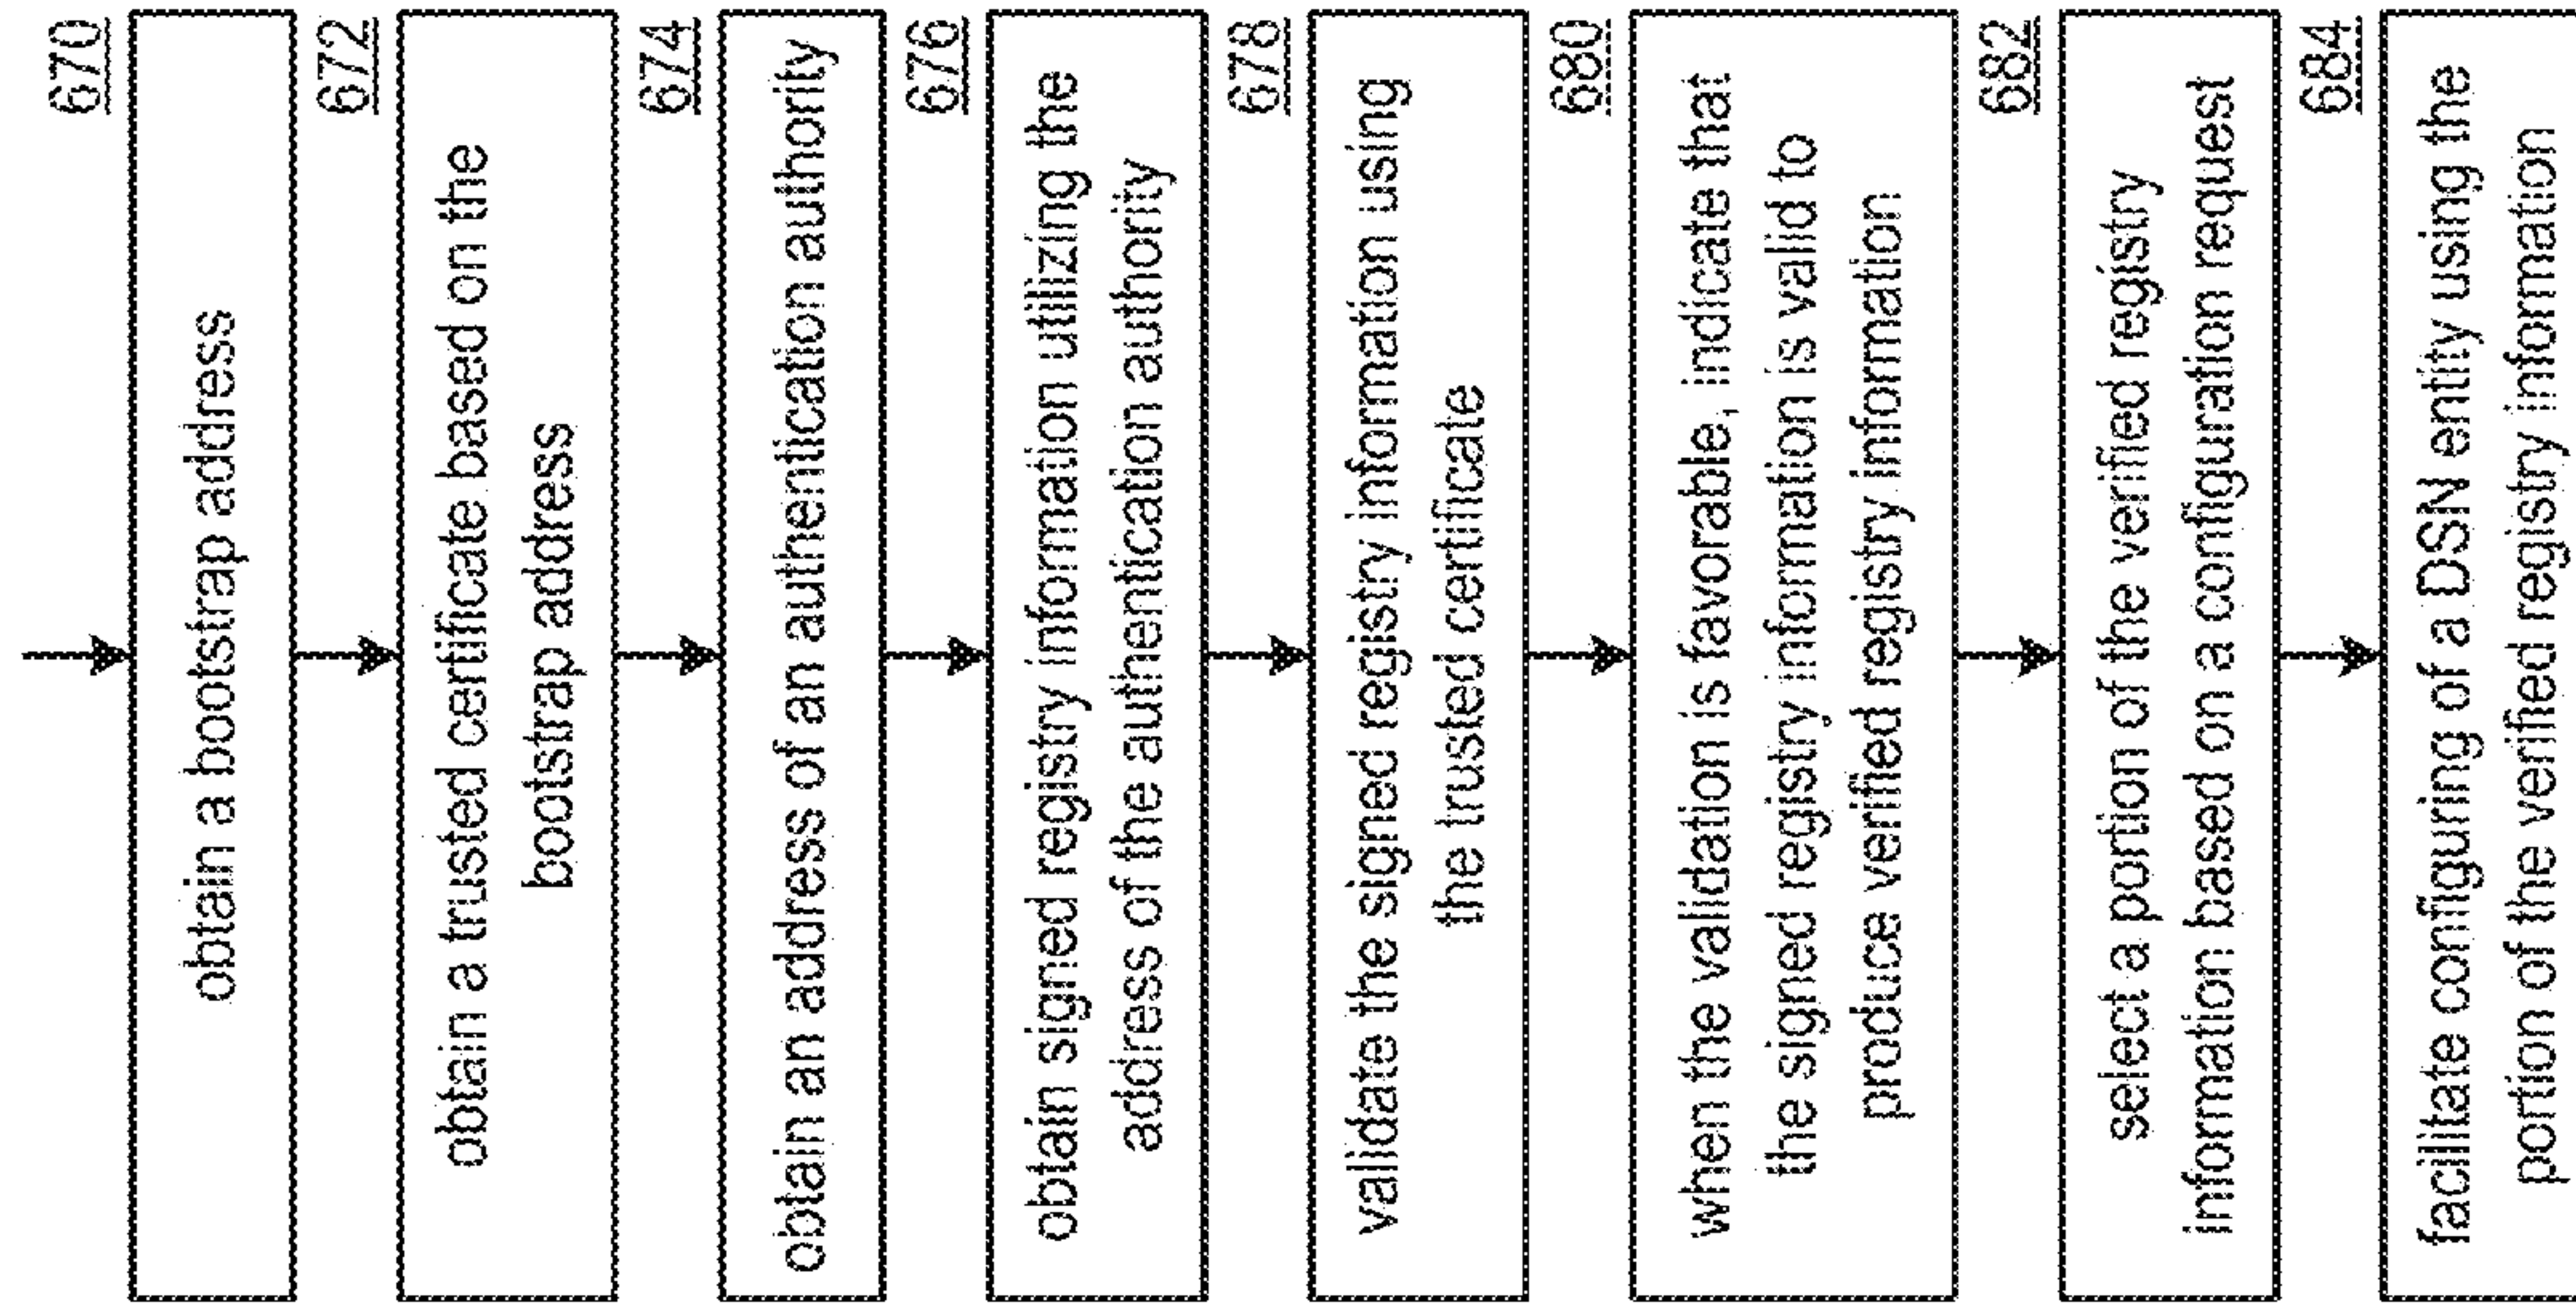 670
obtain a bootstrap address
672
obtain a trusted certificate based on the
bootstrap address
674
obtain an address of an authentication authority
676
obtain signed registry information utilizing the
address of the authentication authority
678
validate the signed registry information using
the trusted certificate
680
when the validation is favorable, indicate that
the signed registry information is valid to
produce verified registry information
682
select a portion of the verified registry
information based on a configuration request
684
facilitate configuring of a DSN entity using the
portion of the verified registry information